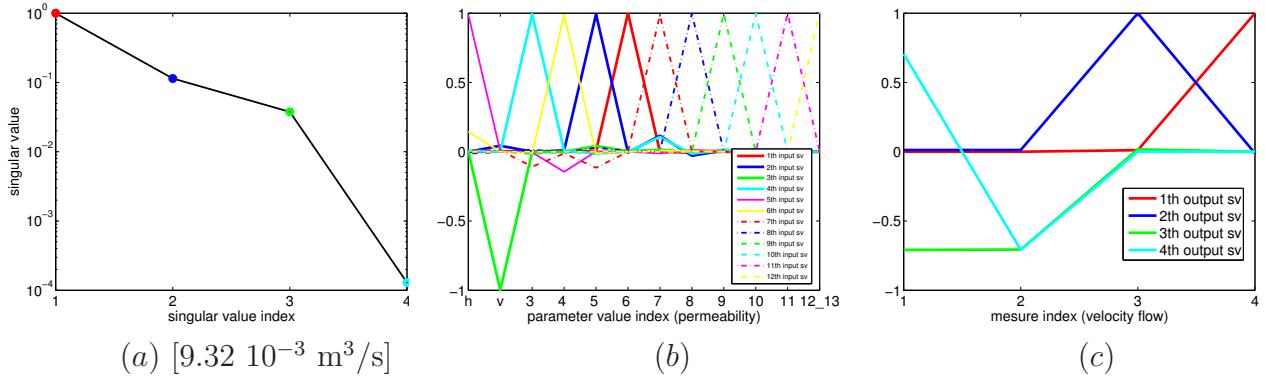 10^0
10^-1
10^-2
10^-3
10^-4
singular value
1
2
3
4
singular value index
(a) [9.32 10^-3 m^3/s]
1
0.5
0
−0.5
−1
h v 3 4 5 6 7 8 9 10 11 12_13
parameter value index (permeability)
1th input sv
2th input sv
3th input sv
4th input sv
5th input sv
6th input sv
7th input sv
8th input sv
9th input sv
10th input sv
11th input sv
12th input sv
(b)
1
0.5
0
−0.5
−1
1 2 3 4
mesure index (velocity flow)
1th output sv
2th output sv
3th output sv
4th output sv
(c)